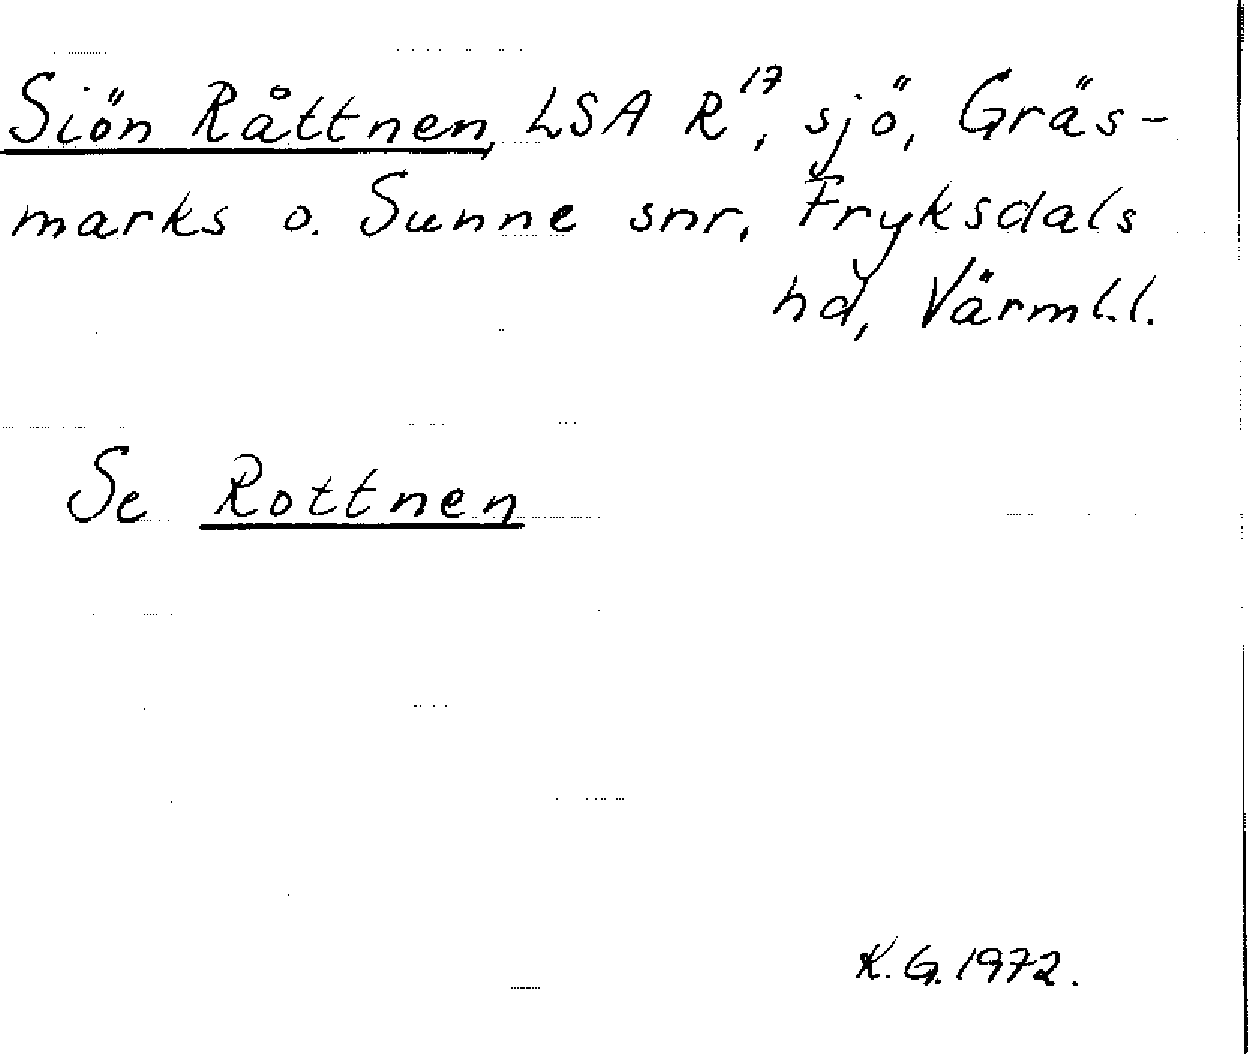 Siön Råttnen, LSA R¹⁷, sjö, Gräs-
marks o. Sunne snr, Fryksdals
hd, Värml.l.
Se Rottnen
K.G. 1972.